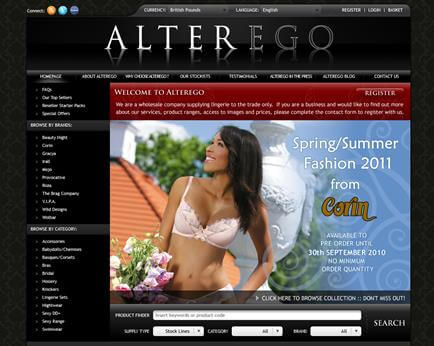 Connect:
CURRENCY: British Pounds
LANGUAGE: English
REGISTER | LOGIN | BASKET
ALTEREGO
HOMEPAGE
ABOUT ALTEREGO
WHY CHOOSE ALTEREGO?
OUR STOCKISTS
TESTIMONIALS
ALTEREGO IN THE PRESS
ALTEREGO BLOG
CONTACT US
FAQs
Our Top Sellers
Reseller Starter Packs
Special Offers
BROWSE BY BRANDS:
Beauty Night
Corin
Gracya
Irall
Mojo
Provocative
Roza
The Brag Company
V.I.P.A.
Wild Designs
Wolbar
BROWSE BY CATEGORY:
Accessories
Babydolls/Chemises
Basques/Corsets
Bras
Bridal
Hosiery
Knickers
Lingerie Sets
Nightwear
Sexy DD+
Sexy Range
Swimwear
WELCOME TO ALTEREGO
REGISTER
We are a wholesale company supplying lingerie to the trade only. If you are a business and would like to find out more
about our services, product ranges, access to images and prices, please complete the contact form to register with us.
Spring/Summer
Fashion 2011
from
Corin
AVAILABLE TO
PRE ORDER UNTIL
30th SEPTEMBER 2010
NO MINIMUM
ORDER QUANTITY
CLICK HERE TO BROWSE COLLECTION :: DON'T MISS OUT!
PRODUCT FINDER
Insert keywords or product code
SUPPLY TYPE
Stock Lines
CATEGORY
All
BRAND:
All
SEARCH